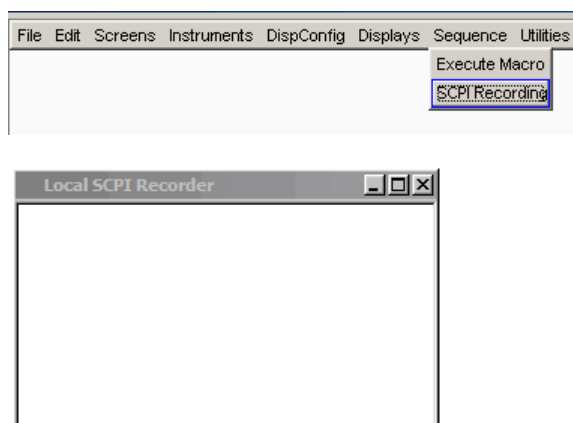 File Edit Screens Instruments DispConfig Displays Sequence Utilities
Execute Macro
SCPI Recording
Local SCPI Recorder